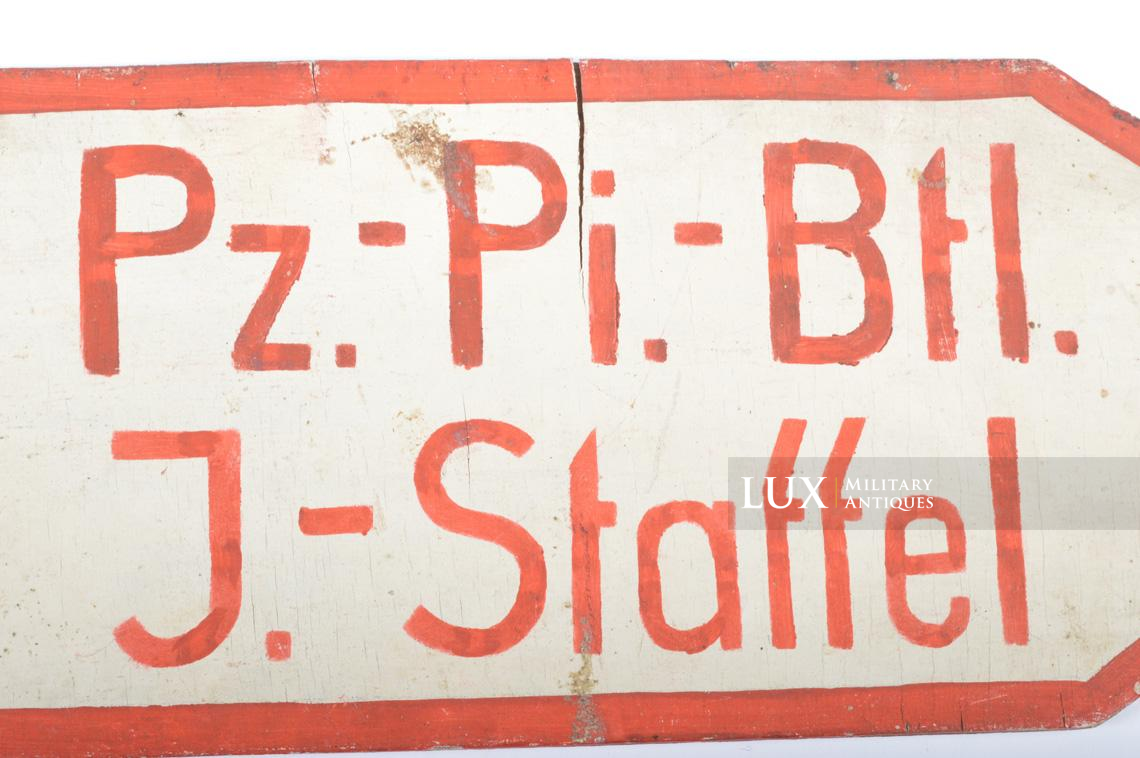 Pz.-Pi.-Btl.
J.-Staffel
LUX MILITARY
ANTIQUES